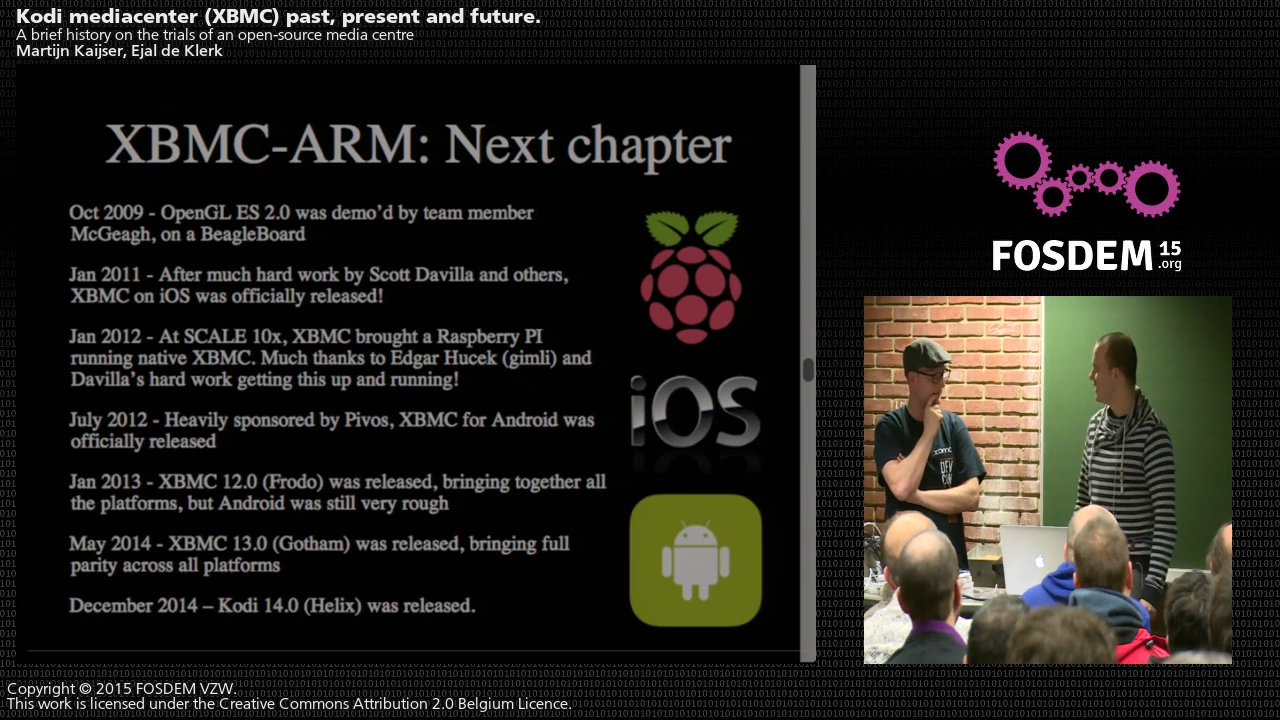 Kodi mediacenter (XBMC) past, present and future.
A brief history on the trials of an open-source media centre
Martijn Kaijser, Ejal de Klerk
XBMC-ARM: Next chapter
Oct 2009 - OpenGL ES 2.0 was demo’d by team member
McGeagh, on a BeagleBoard
Jan 2011 - After much hard work by Scott Davilla and others,
XBMC on iOS was officially released!
Jan 2012 - At SCALE 10x, XBMC brought a Raspberry PI
running native XBMC. Much thanks to Edgar Hucek (gimli) and
Davilla’s hard work getting this up and running!
July 2012 - Heavily sponsored by Pivos, XBMC for Android was
officially released
Jan 2013 - XBMC 12.0 (Frodo) was released, bringing together all
the platforms, but Android was still very rough
May 2014 - XBMC 13.0 (Gotham) was released, bringing full
parity across all platforms
December 2014 – Kodi 14.0 (Helix) was released.
iOS
FOSDEM 15
.org
Copyright © 2015 FOSDEM VZW.
This work is licensed under the Creative Commons Attribution 2.0 Belgium Licence.